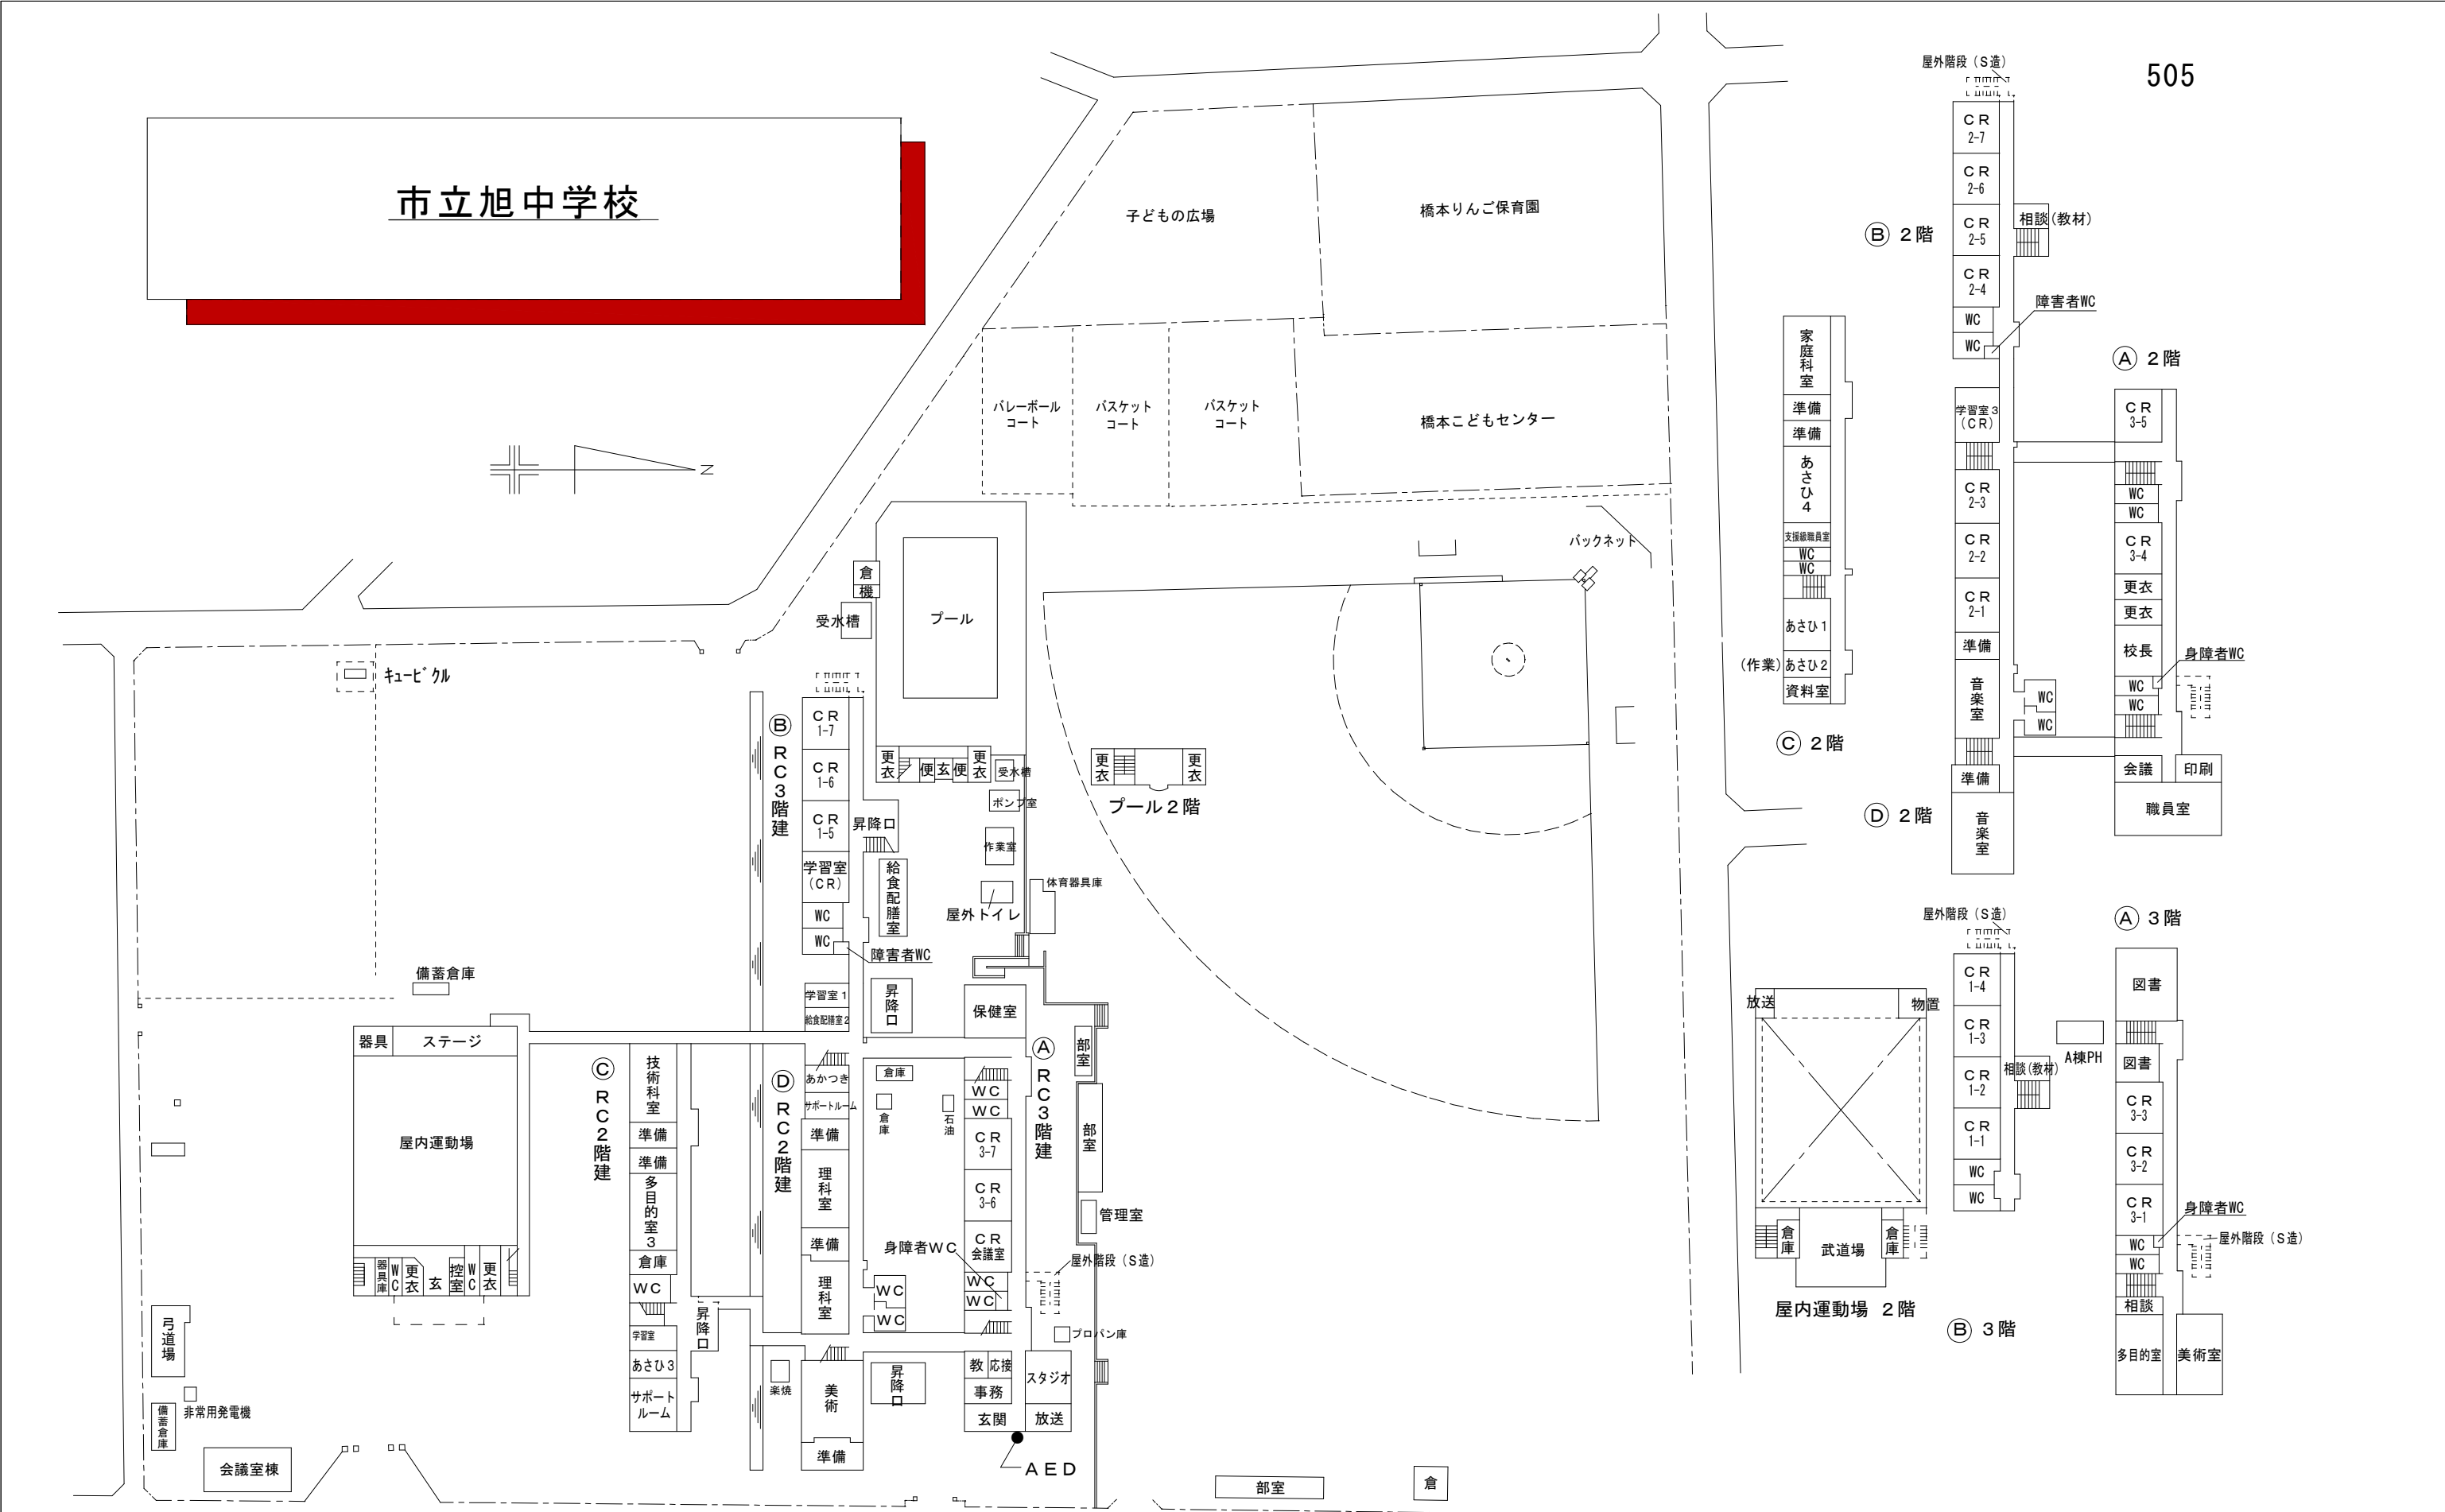 505
市立旭中学校
子どもの広場
橋本りんご保育園
バレーボール
コート
バスケット
コート
バスケット
コート
橋本こどもセンター
N
バックネット
プール
倉
機
受水槽
キュービクル
更衣
便
玄
便
更衣
受水槽
ポンプ室
作業室
屋外トイレ
体育器具庫
更衣
更衣
プール2階
Ⓑ RC3階建
CR
1-7
CR
1-6
CR
1-5
学習室
(CR)
WC
WC
障害者WC
昇降口
給食配膳室
学習室1
給食配膳室2
昇降口
備蓄倉庫
器具
ステージ
屋内運動場
器具庫
WC
更衣
玄
控室
WC
更衣
弓道場
非常用発電機
備蓄倉庫
会議室棟
Ⓒ RC2階建
技術科室
準備
準備
多目的室3
倉庫
WC
学習室
あさひ3
サポート
ルーム
昇降口
Ⓓ RC2階建
あかつき
サポートルーム
準備
理科室
準備
理科室
WC
WC
美術
準備
楽焼
昇降口
倉庫
倉庫
石油
Ⓐ RC3階建
保健室
WC
WC
CR
3-7
CR
3-6
CR
会議室
身障者WC
WC
WC
教
応接
事務
玄関
スタジオ
放送
AED
屋外階段(S造)
プロパン庫
部室
部室
管理室
部室
倉
屋外階段(S造)
Ⓑ 2階
CR
2-7
CR
2-6
CR
2-5
CR
2-4
WC
WC
相談(教材)
障害者WC
Ⓒ 2階
家庭科室
準備
準備
あさひ4
支援級職員室
WC
WC
あさひ1
(作業)
あさひ2
資料室
Ⓓ 2階
学習室3
(CR)
CR
2-3
CR
2-2
CR
2-1
準備
音楽室
WC
WC
準備
音楽室
Ⓐ 2階
CR
3-5
WC
WC
CR
3-4
更衣
更衣
校長
身障者WC
WC
WC
会議
印刷
職員室
放送
物置
倉庫
武道場
倉庫
屋内運動場 2階
屋外階段(S造)
CR
1-4
CR
1-3
CR
1-2
CR
1-1
WC
WC
相談(教材)
Ⓑ 3階
A棟PH
Ⓐ 3階
図書
図書
CR
3-3
CR
3-2
CR
3-1
身障者WC
WC
WC
屋外階段(S造)
相談
多目的室
美術室